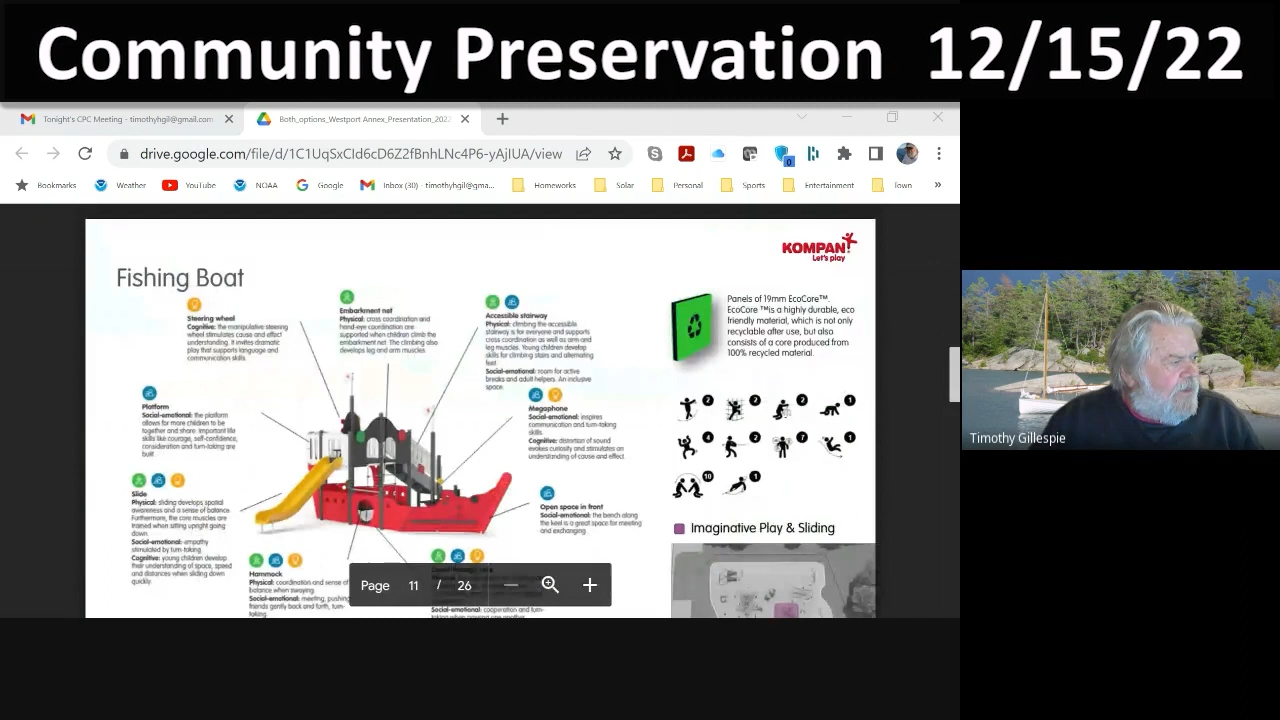 Community Preservation 12/15/22
Tonight's CPC Meeting - timothyhgil@gmail.com
Both_options_Westport Annex_Presentation_202
drive.google.com/file/d/1C1UqSxCId6cD6Z2fBnhLNc4P6-yAjIUA/view
0
Bookmarks
Weather
YouTube
NOAA
Google
Inbox (30) - timothyhgil@gma...
Homeworks
Solar
Personal
Sports
Entertainment
Town
»
KOMPAN!
Let's play
Fishing Boat
Steering wheel
Cognitive: the manipulative steering
wheel stimulates cause and effect
understanding. It invites dramatic
play that supports language and
communication skills.
Embarkment net
Physical: cross coordination and
hand-eye coordination are
supported when children climb the
embarkment net. The climbing also
develops leg and arm muscles.
Accessible stairway
Physical: climbing the accessible
stairway is for everyone and supports
cross coordination as well as arm and
leg muscles. Young children develop
skills for climbing stairs and alternating
feet.
Social-emotional: room for active
breaks and adult helpers. An inclusive
space.
Panels of 19mm EcoCore™.
EcoCore ™is a highly durable, eco
friendly material, which is not only
recyclable after use, but also
consists of a core produced from
100% recycled material.
Platform
Social-emotional: the platform
allows for more children to be
together and share. Important life
skills like courage, self-confidence,
consideration and turn-taking are
built.
Megaphone
Social-emotional: inspires
communication and turn-taking
skills.
Cognitive: distortion of sound
evokes curiosity and stimulates an
understanding of cause and effect.
2 2 2 1
4 2 7 1
10 1
Slide
Physical: sliding develops spatial
awareness and a sense of balance.
Furthermore, the core muscles are
trained when sitting upright going
down.
Social-emotional: empathy
stimulated by turn-taking
Cognitive: young children develop
their understanding of space, speed
and distances when sliding down
quickly.
Open space in front
Social-emotional: the bench along
the keel is a great space for meeting
and exchanging.
Imaginative Play & Sliding
Hammock
Physical: coordination and sense of
balance when swaying.
Social-emotional: meeting, pushing
friends gently back and forth, turn-
taking.
Social-emotional: cooperation and turn-
Page 11 / 26
Timothy Gillespie